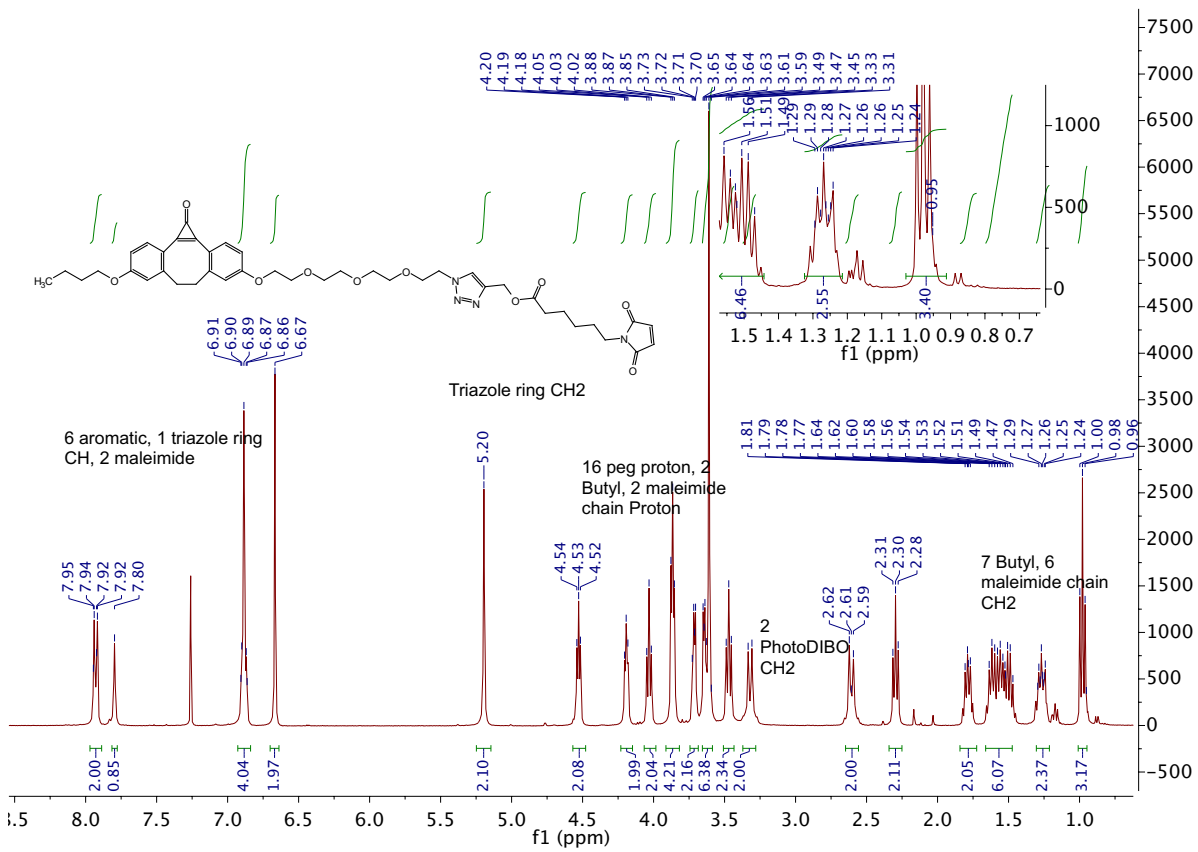 4.20 4.19 4.18 4.05 4.03 4.02 3.88 3.87 3.85 3.73 3.72 3.71 3.70 3.65 3.64 3.64 3.63 3.61 3.59 3.49 3.47 3.45 3.33 3.31
1.56 1.51 1.49 1.29 1.29 1.28 1.27 1.26 1.26 1.25 1.24
0.95
1000
500
0
6.46 2.55 3.40
1.5 1.4 1.3 1.2 1.1 1.0 0.9 0.8 0.7
f1 (ppm)
O
H3C
O
O
O
O
O
N
N
N
O
O
N
O
O
6.91 6.90 6.89 6.87 6.86 6.67
Triazole ring CH2
6 aromatic, 1 triazole ring
CH, 2 maleimide
5.20
16 peg proton, 2
Butyl, 2 maleimide
chain Proton
1.81 1.79 1.78 1.77 1.64 1.62 1.60 1.58 1.56 1.54 1.53 1.52 1.51 1.49 1.47 1.29 1.27 1.26 1.25 1.24 1.00 0.98 0.96
7.95 7.94 7.92 7.92 7.80
4.54 4.53 4.52
2
PhotoDIBO
CH2
2.62 2.61 2.59
2.31 2.30 2.28
7 Butyl, 6
maleimide chain
CH2
2.00 0.85 4.04 1.97 2.10 2.08 1.99 2.04 4.21 2.16 6.38 2.34 2.00 2.00 2.11 2.05 6.07 2.37 3.17
8.5 8.0 7.5 7.0 6.5 6.0 5.5 5.0 4.5 4.0 3.5 3.0 2.5 2.0 1.5 1.0
f1 (ppm)
7500
7000
6500
6000
5500
5000
4500
4000
3500
3000
2500
2000
1500
1000
500
0
-500